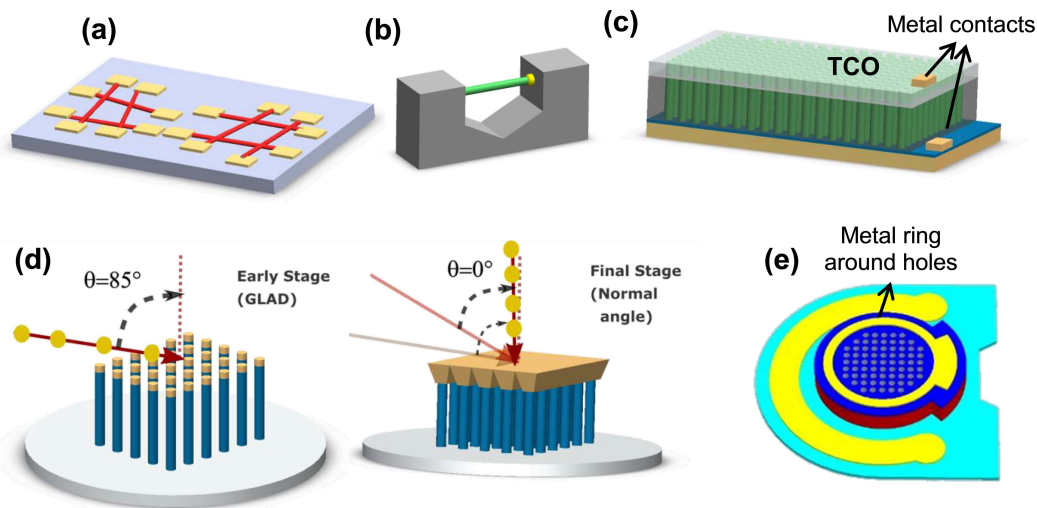 (a)
(b)
(c)
Metal contacts
TCO
(d)
θ=85°
Early Stage
(GLAD)
θ=0°
Final Stage
(Normal
angle)
(e)
Metal ring
around holes